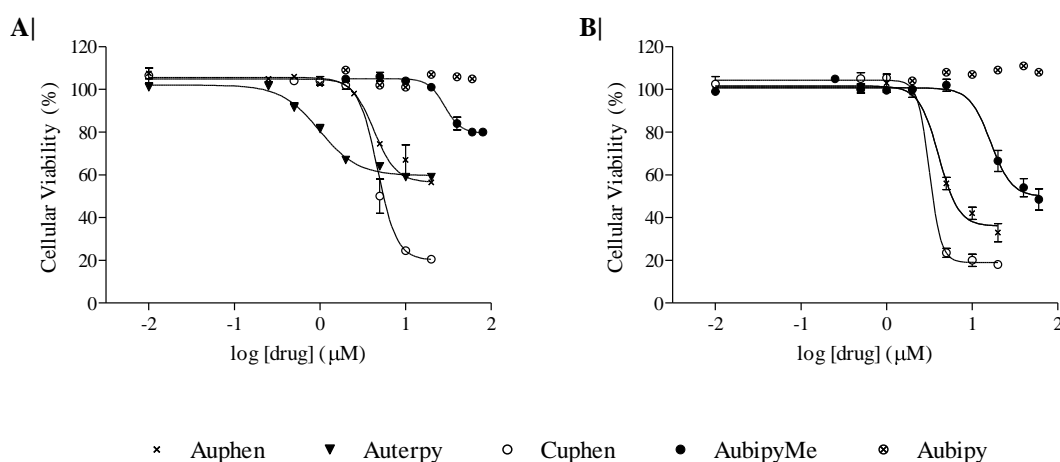 A|
B|
Cellular Viability (%)
120
100
80
60
40
20
0
-2 -1 0 1 2
log [drug] (μM)
Cellular Viability (%)
120
100
80
60
40
20
0
-2 -1 0 1 2
log [drug] (μM)
Auphen Auterpy Cuphen AubipyMe Aubipy